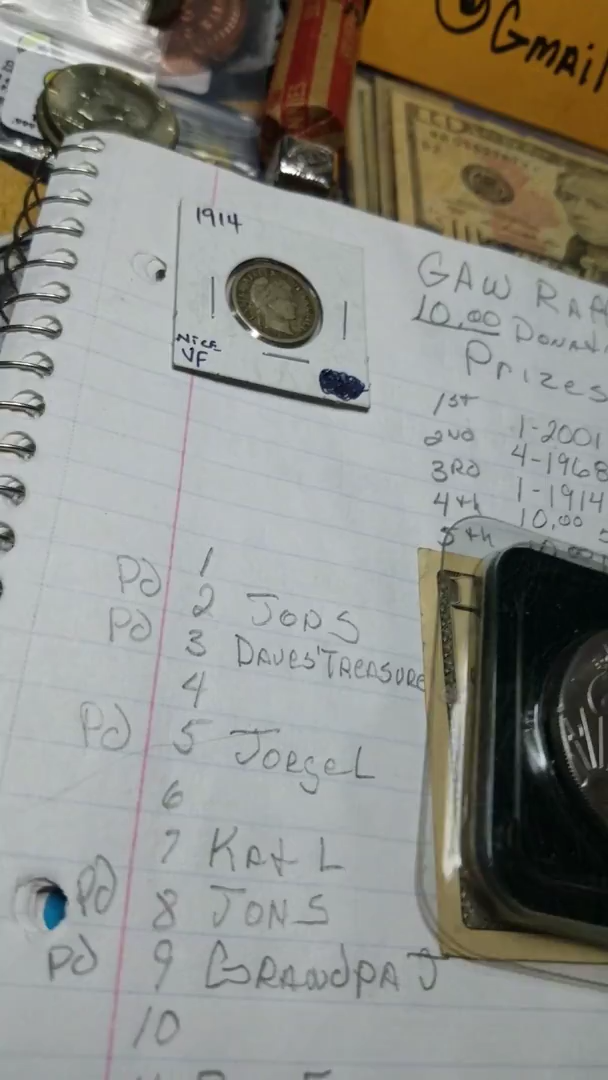 @Gmail
1914
Nice
VF
GAW RAF
10.00 DONAT
Prizes
1st 1-2001
2ND 4-1968
3RD 1-1914
4th 10.00
5th
1
Pd 2 JONS
Pd 3 DAVES' TREASURE
4
Pd 5 JORGEL
6
7 Kat L
Pd 8 JONS
Pd 9 GRANDPA J
10